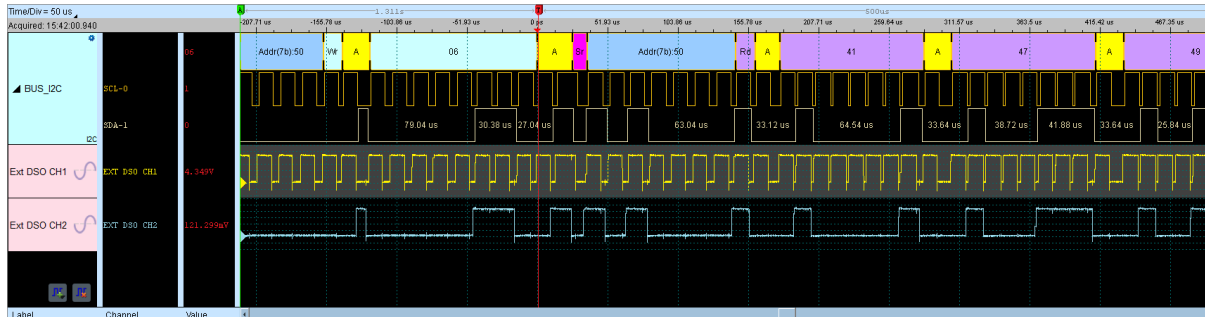 Time/Div= 50 us
A
1.311s
T
500us
Acquired: 15:42:00.940
-207.71 us
-155.78 us
-103.86 us
-51.93 us
0 ps
51.93 us
103.86 us
155.78 us
207.71 us
259.64 us
311.57 us
363.5 us
415.42 us
467.35 us
06
Addr(7b):50
Wr
A
06
A
Sr
Addr(7b):50
Rd
A
41
A
47
A
49
BUS_I2C
SCL-0
1
SDA-1
0
79.04 us
30.38 us
27.04 us
63.04 us
33.12 us
64.54 us
33.64 us
38.72 us
41.88 us
33.64 us
25.84 us
I2C
Ext DSO CH1
EXT DSO CH1
4.349V
Ext DSO CH2
EXT DSO CH2
121.299mV
Label
Channel
Value